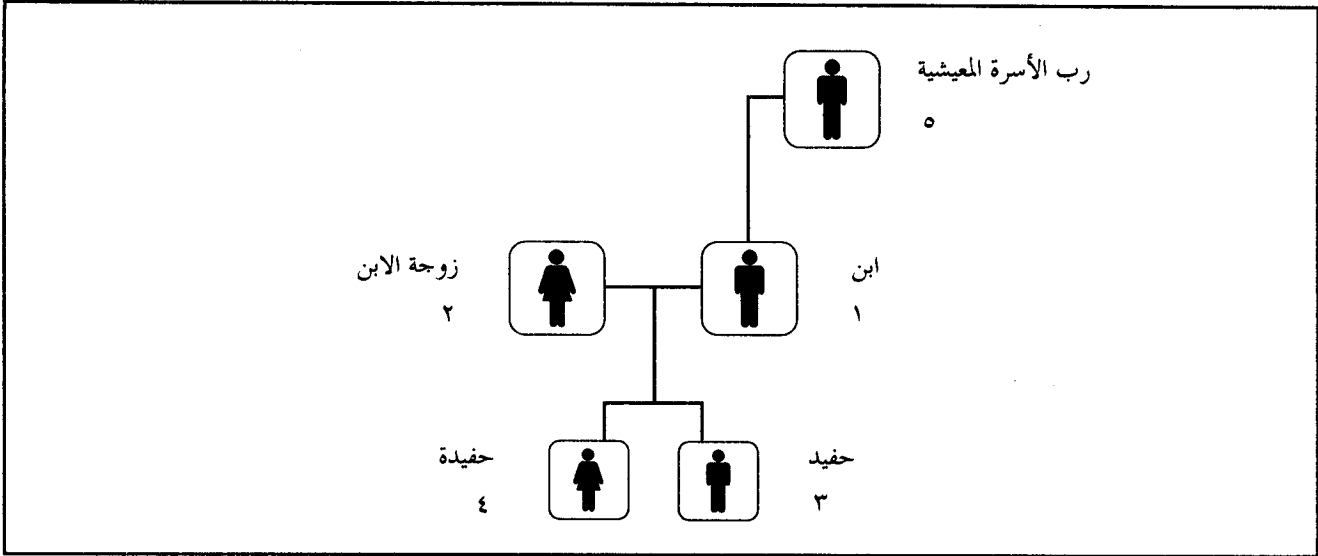 رب الأسرة المعيشية
٥
ابن
١
زوجة الابن
٢
حفيد
٣
حفيدة
٤